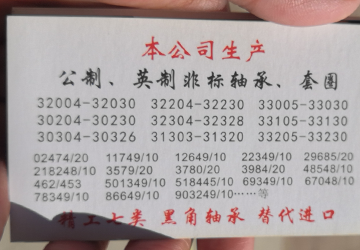 本公司生产
公制、英制非标轴承、套圈
32004-32030 32204-32230 33005-33030
30204-30230 32304-32328 33105-33130
30304-30326 31303-31320 33205-33230
02474/20 11749/10 12649/10 22349/10 29685/20
218248/10 3579/20 3780/20 3984/20 48548/10
462/453 501349/10 518445/10 69349/10 67048/10
78349/10 86649/10 903249/10……等
精工七类 黑角轴承 替代进口